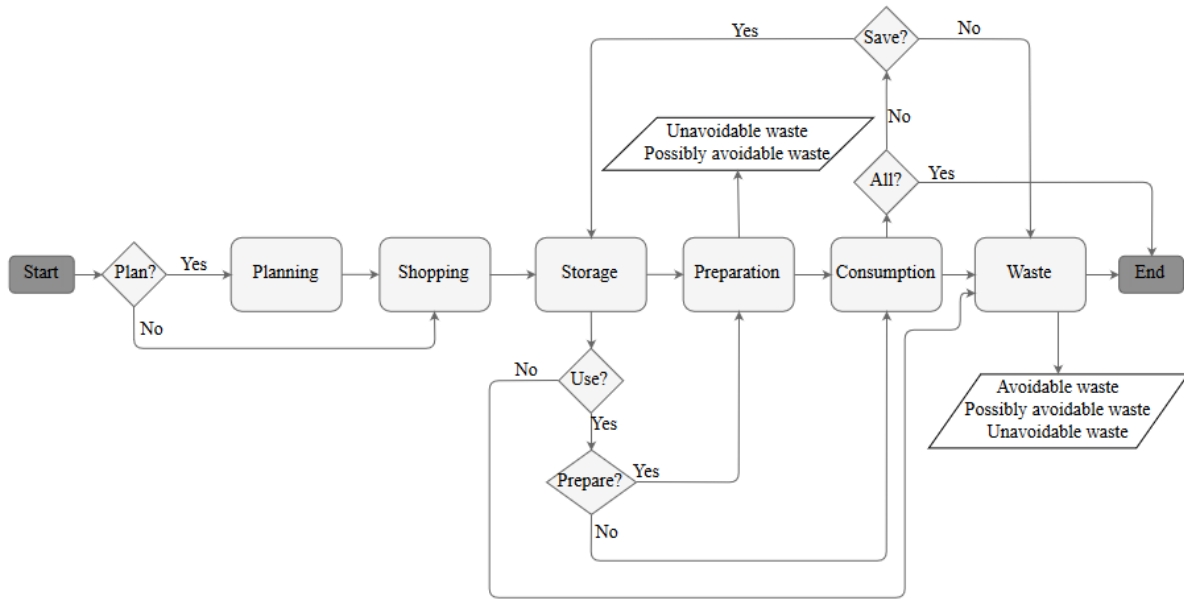 Yes
Save?
No
Unavoidable waste
Possibly avoidable waste
No
All?
Yes
Start
Plan?
Yes
Planning
Shopping
Storage
Preparation
Consumption
Waste
End
No
No
Use?
Yes
Avoidable waste
Possibly avoidable waste
Unavoidable waste
Prepare?
Yes
No